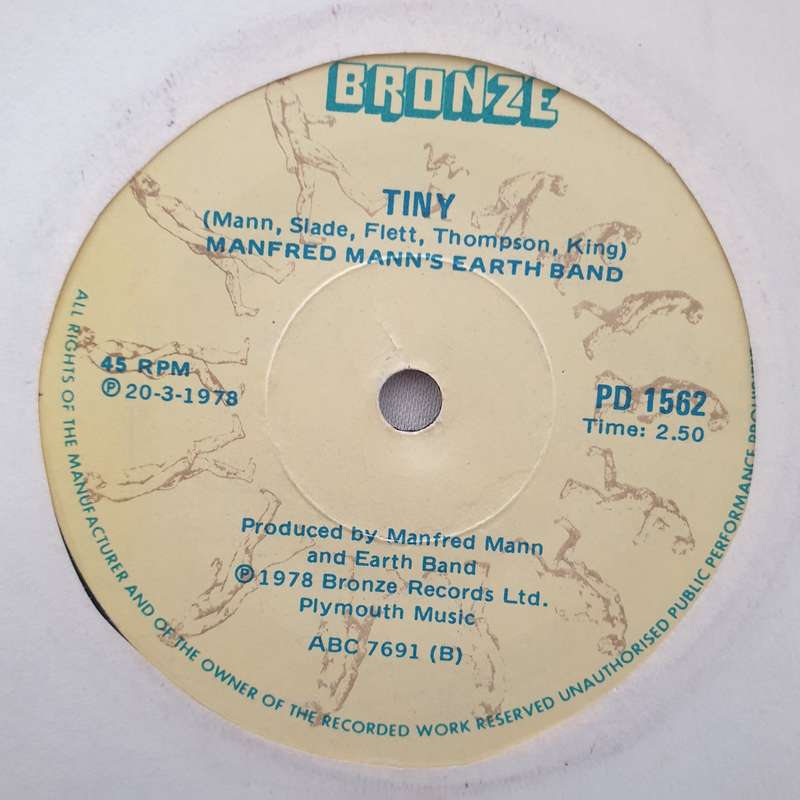 BRONZE
TINY
(Mann, Slade, Flett, Thompson, King)
MANFRED MANN'S EARTH BAND
45 RPM
℗ 20-3-1978
PD 1562
Time: 2.50
Produced by Manfred Mann
and Earth Band
℗ 1978 Bronze Records Ltd.
Plymouth Music
ABC 7691 (B)
ALL RIGHTS OF THE MANUFACTURER AND OF THE OWNER OF THE RECORDED WORK RESERVED UNAUTHORISED PUBLIC PERFORMANCE